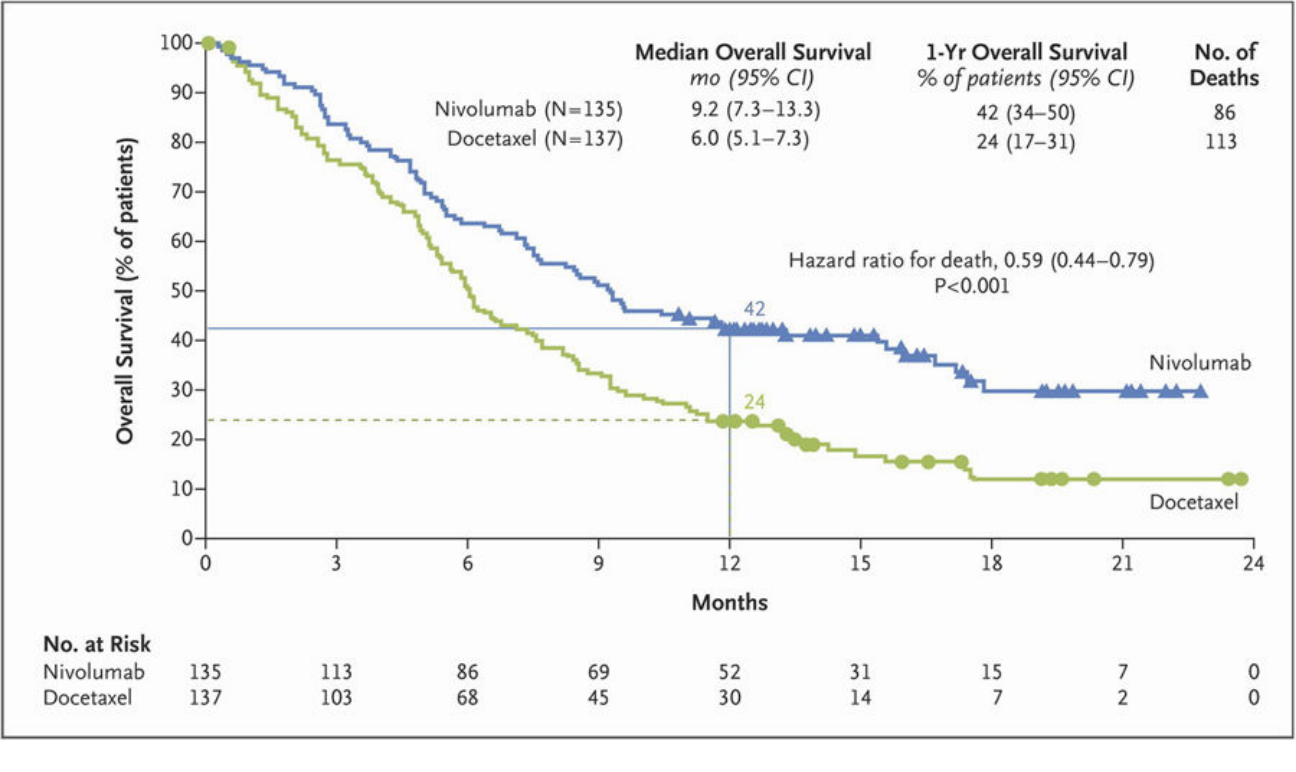 Median Overall Survival 1-Yr Overall Survival No. of
mo (95% CI) % of patients (95% CI) Deaths
Nivolumab (N=135) 9.2 (7.3–13.3) 42 (34–50) 86
Docetaxel (N=137) 6.0 (5.1–7.3) 24 (17–31) 113
Hazard ratio for death, 0.59 (0.44–0.79)
P<0.001
Overall Survival (% of patients)
100
90
80
70
60
50
40
30
20
10
0
42
24
Nivolumab
Docetaxel
0 3 6 9 12 15 18 21 24
Months
No. at Risk
Nivolumab 135 113 86 69 52 31 15 7 0
Docetaxel 137 103 68 45 30 14 7 2 0